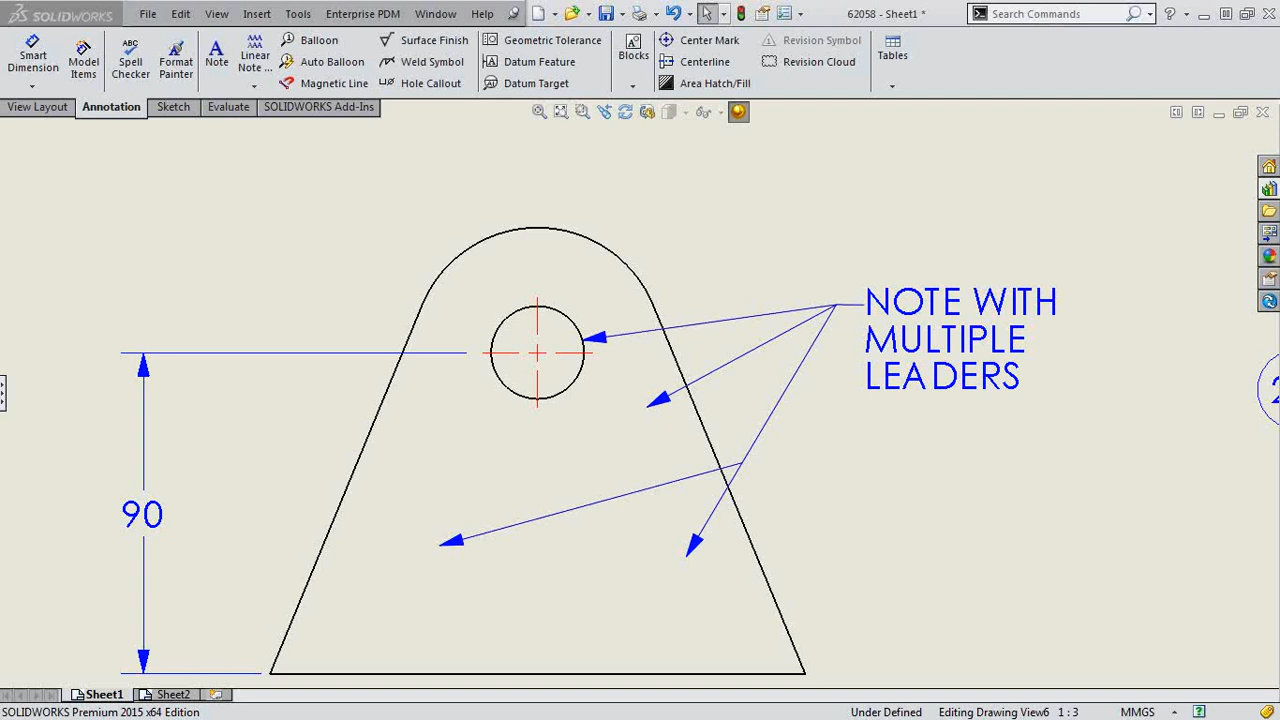 SOLIDWORKS File Edit View Insert Tools Enterprise PDM Window Help 62058 - Sheet1 * Search Commands
Smart Dimension
Model Items
ABC
Spell Checker
Format Painter
A
Note
Linear Note ...
Balloon
Auto Balloon
Magnetic Line
Surface Finish
Weld Symbol
Hole Callout
Geometric Tolerance
Datum Feature
Datum Target
Blocks
Center Mark
Centerline
Area Hatch/Fill
Revision Symbol
Revision Cloud
Tables
View Layout Annotation Sketch Evaluate SOLIDWORKS Add-Ins
NOTE WITH
MULTIPLE
LEADERS
2
90
Sheet1 Sheet2
SOLIDWORKS Premium 2015 x64 Edition Under Defined Editing Drawing View6 1 : 3 MMGS